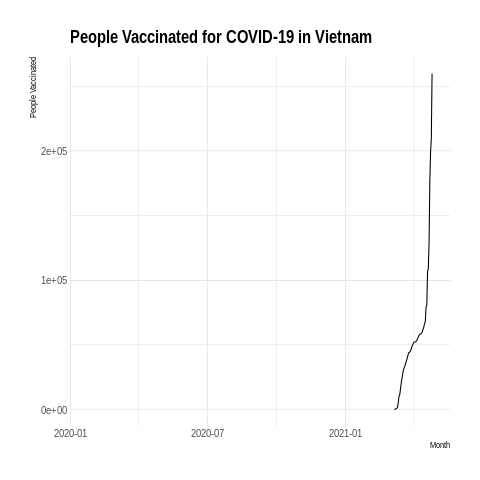 People Vaccinated for COVID-19 in Vietnam
People Vaccinated
2e+05
1e+05
0e+00
2020-01 2020-07 2021-01
Month